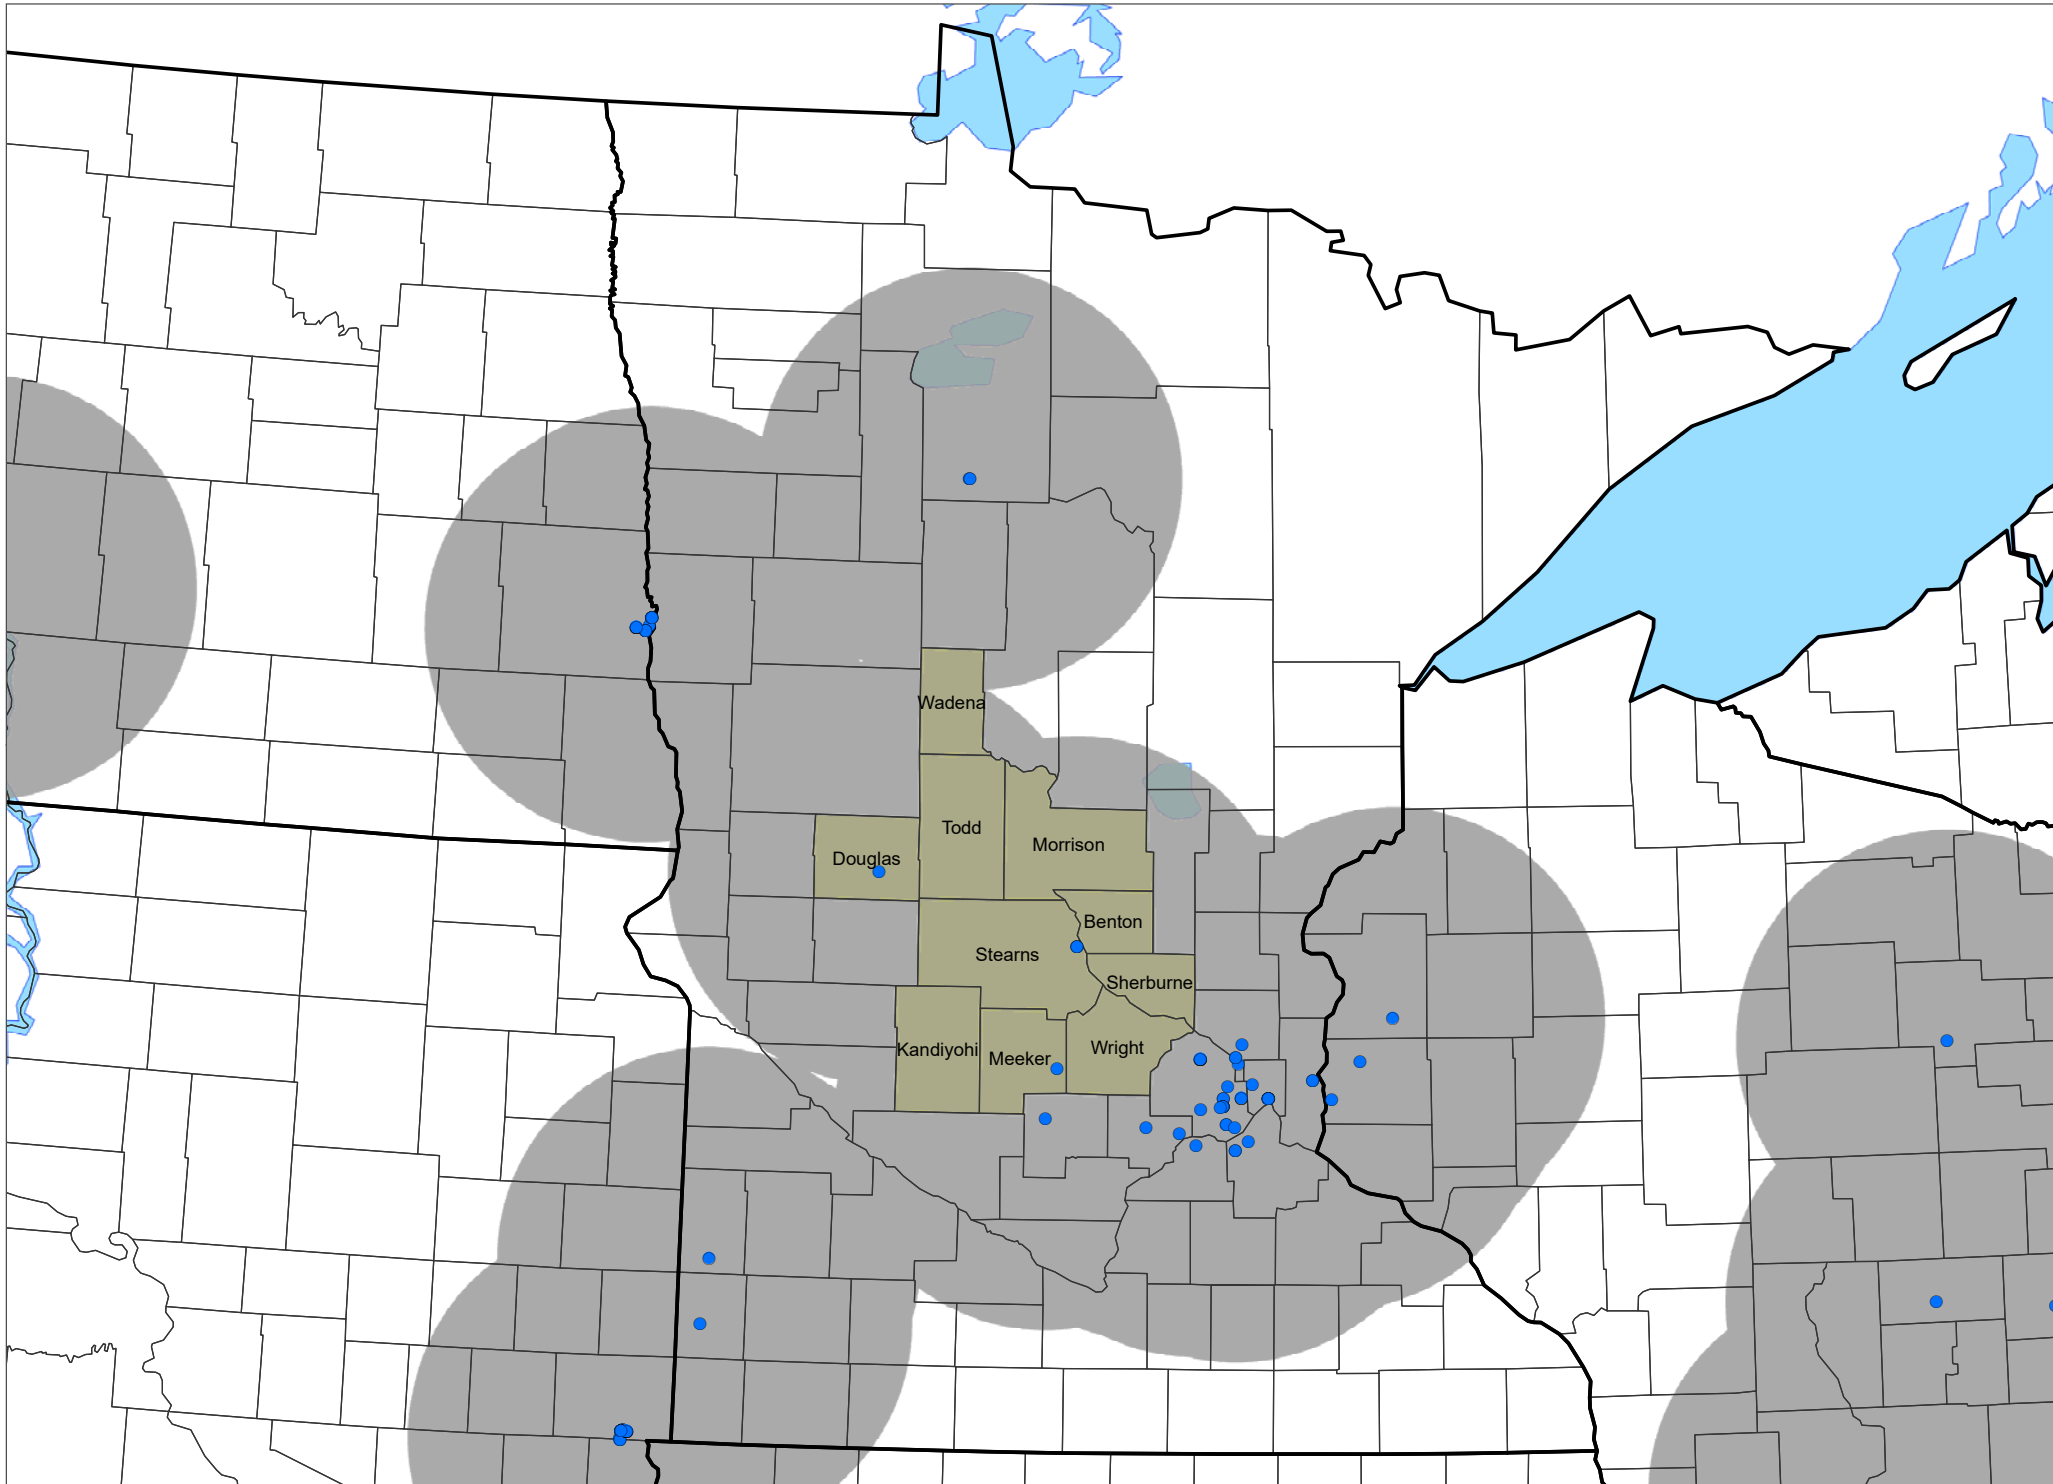 Wadena
Todd
Morrison
Douglas
Benton
Stearns
Sherburne
Kandiyohi
Meeker
Wright